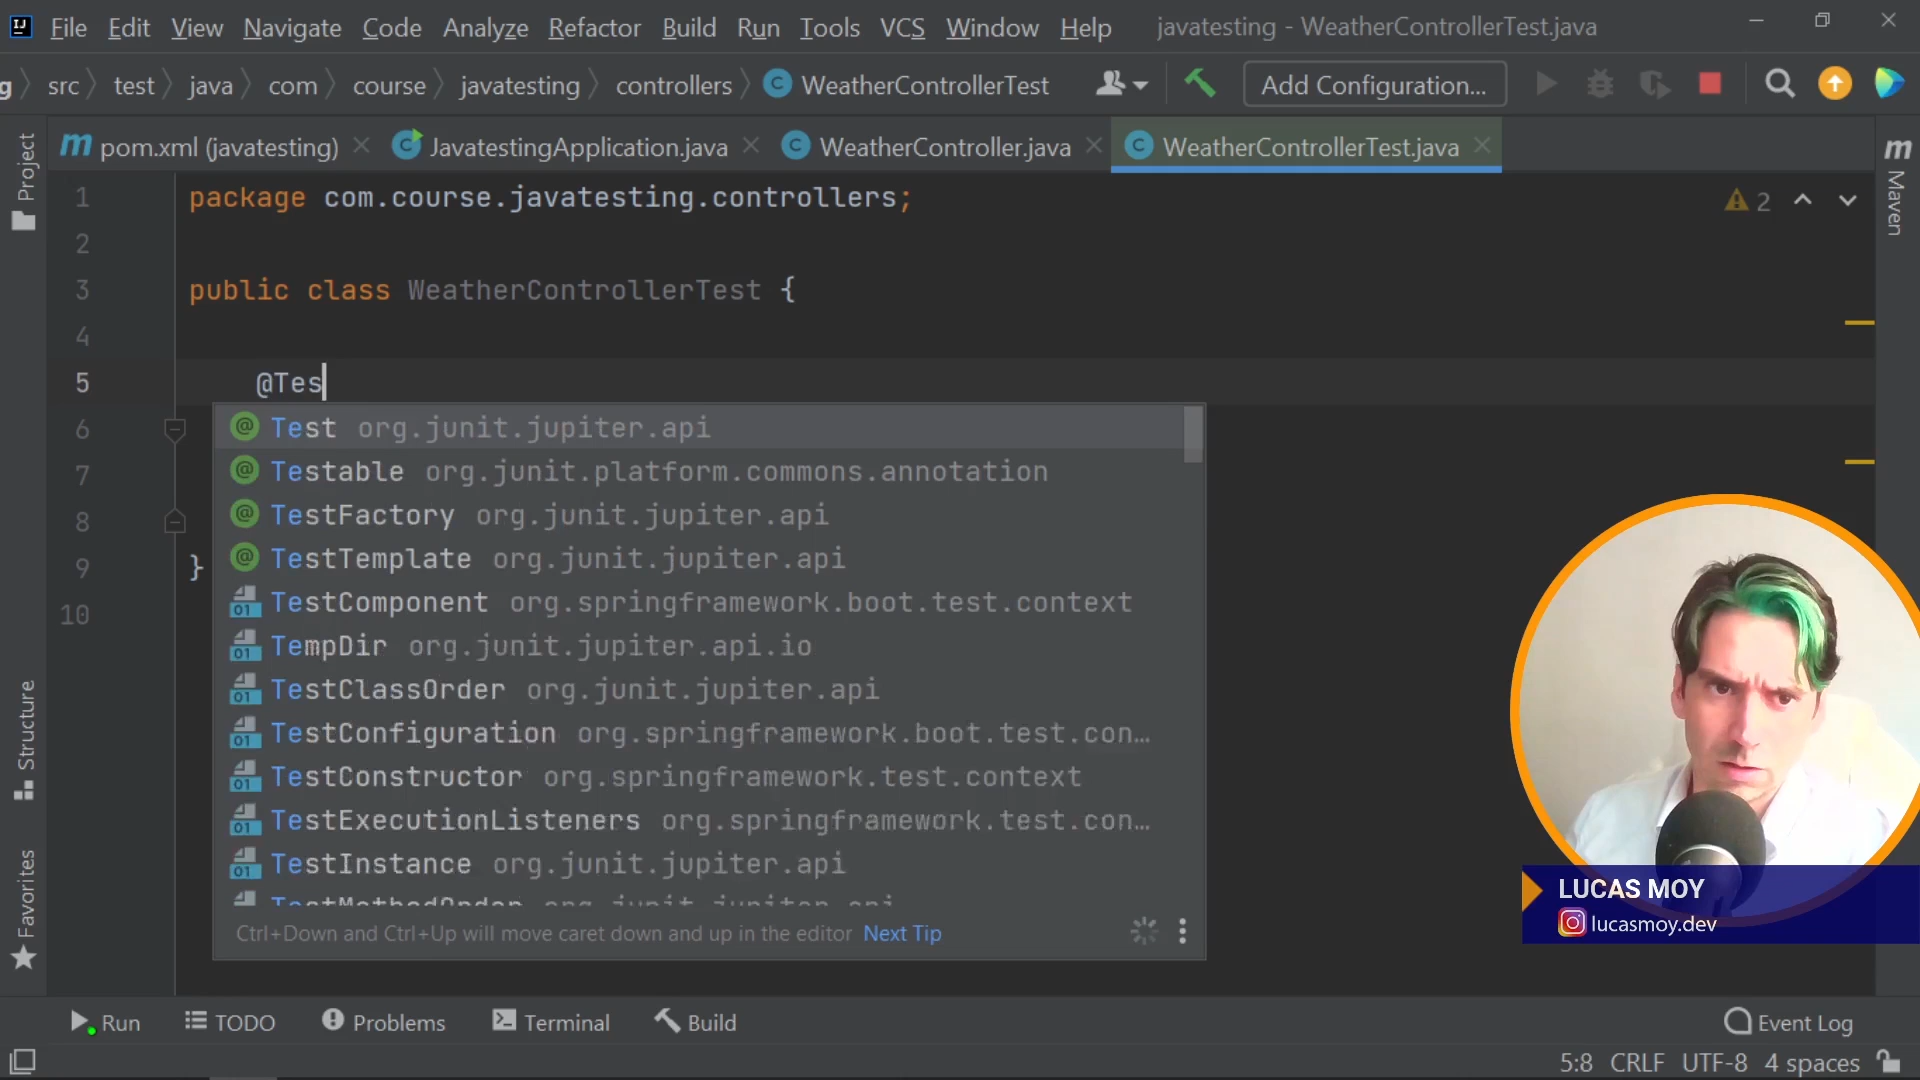 File Edit View Navigate Code Analyze Refactor Build Run Tools VCS Window Help javatesting - WeatherControllerTest.java
g src test java com course javatesting controllers WeatherControllerTest Add Configuration...
pom.xml (javatesting) JavatestingApplication.java WeatherController.java WeatherControllerTest.java
Project
Structure
Favorites
Maven
1 package com.course.javatesting.controllers;
2
3 public class WeatherControllerTest {
4
5 @Tes
6
7
8
9 }
10
2
Test org.junit.jupiter.api
Testable org.junit.platform.commons.annotation
TestFactory org.junit.jupiter.api
TestTemplate org.junit.jupiter.api
TestComponent org.springframework.boot.test.context
TempDir org.junit.jupiter.api.io
TestClassOrder org.junit.jupiter.api
TestConfiguration org.springframework.boot.test.con…
TestConstructor org.springframework.test.context
TestExecutionListeners org.springframework.test.con…
TestInstance org.junit.jupiter.api
TestMethodOrder org.junit.jupiter.api
Ctrl+Down and Ctrl+Up will move caret down and up in the editor Next Tip
LUCAS MOY
lucasmoy.dev
Run TODO Problems Terminal Build Event Log
5:8 CRLF UTF-8 4 spaces